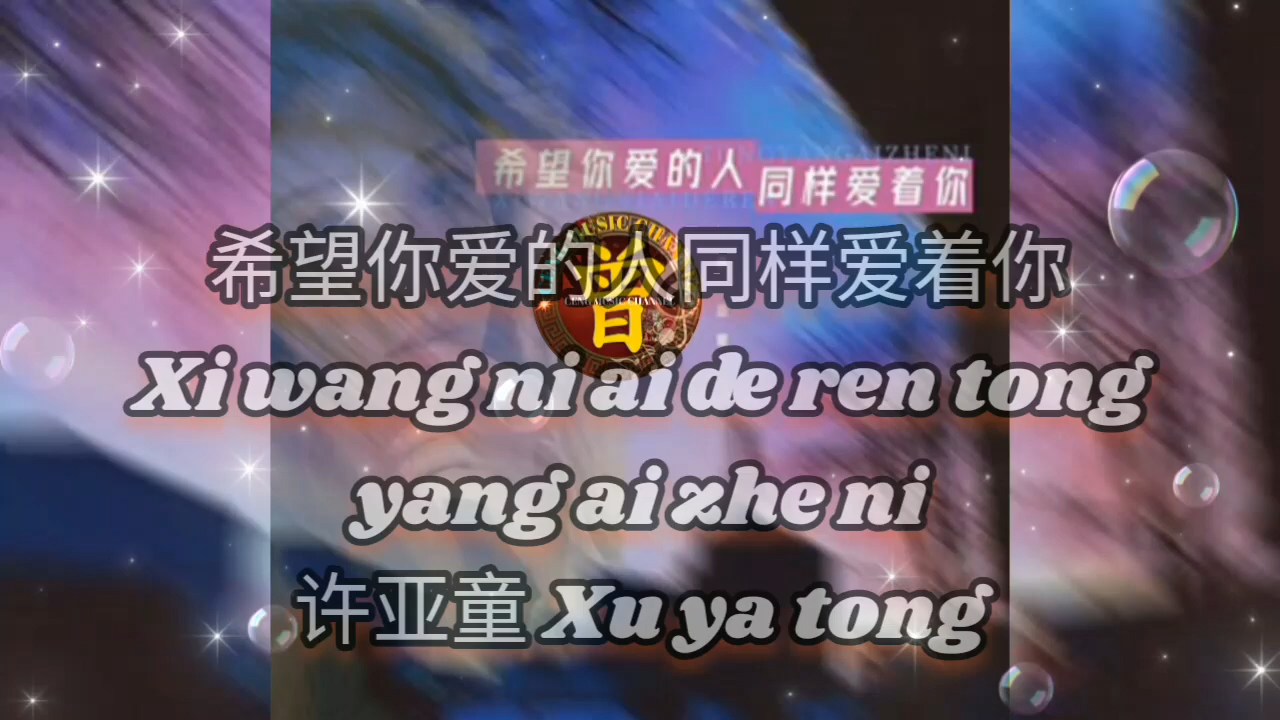 希望你爱的人
同样爱着你
希望你爱的人同样爱着你
Xi wang ni ai de ren tong
yang ai zhe ni
许亚童 Xu ya tong